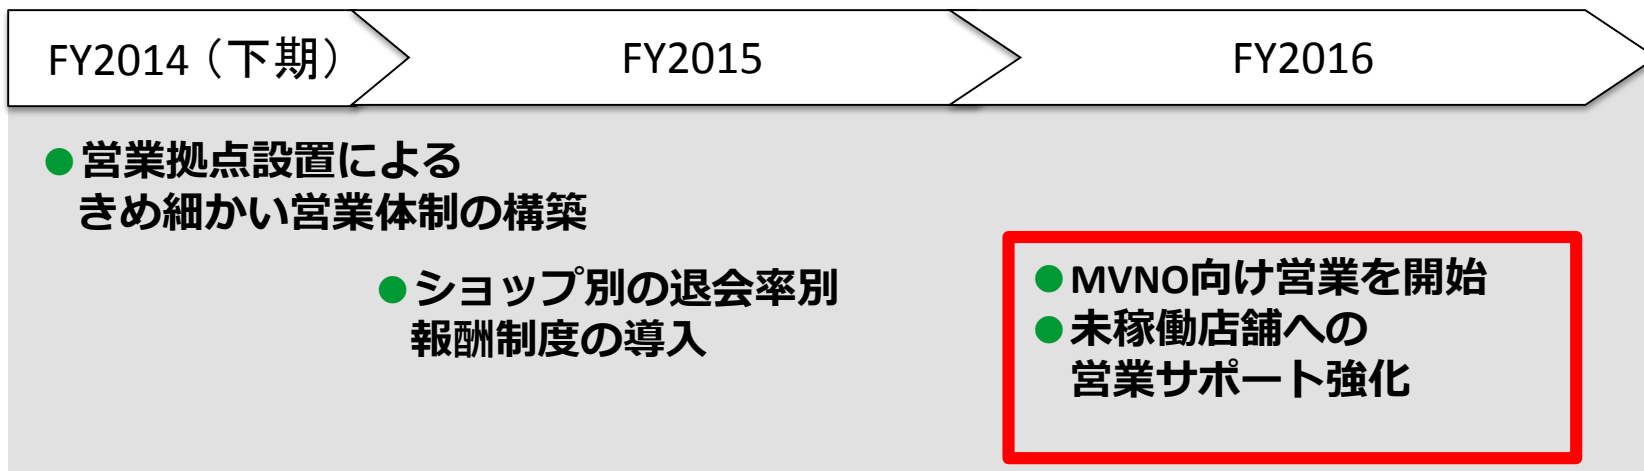 FY2014（下期）
FY2015
FY2016
●営業拠点設置による
きめ細かい営業体制の構築
●ショップ別の退会率別
報酬制度の導入
●MVNO向け営業を開始
●未稼働店舗への
営業サポート強化